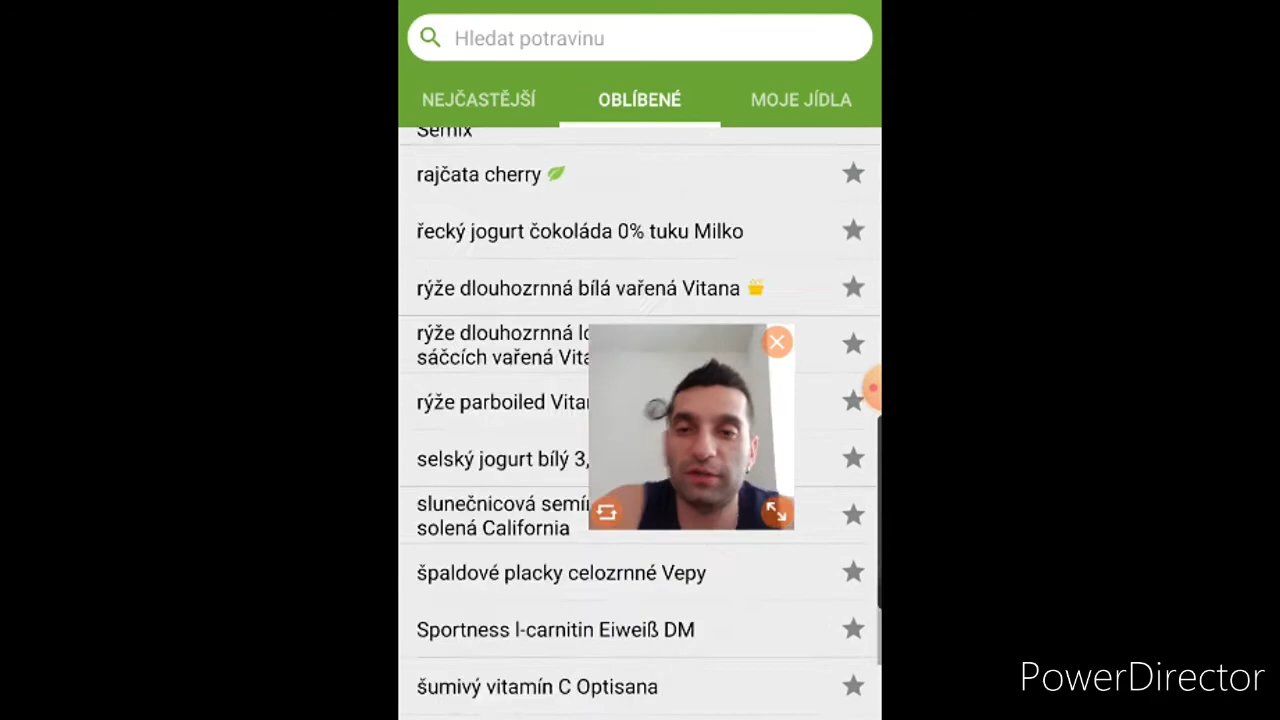 Hledat potravinu
NEJČASTĚJŠÍ OBLÍBENÉ MOJE JÍDLA
Semix
rajčata cherry
řecký jogurt čokoláda 0% tuku Milko
rýže dlouhozrnná bílá vařená Vitana
rýže dlouhozrnná
sáčcích vařená
rýže parboiled
selský jogurt bílý 3,
slunečnicová
solená California
špaldové placky celozrnné Vepy
Sportness l-carnitin Eiweiß DM
šumivý vitamín C Optisana
PowerDirector